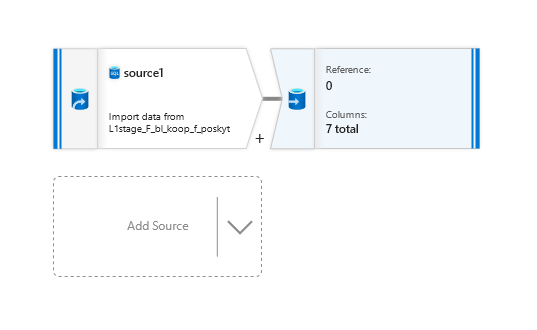 source1
Import data from
L1stage_F_bl_koop_f_poskyt
+
Reference:
0
Columns:
7 total
Add Source